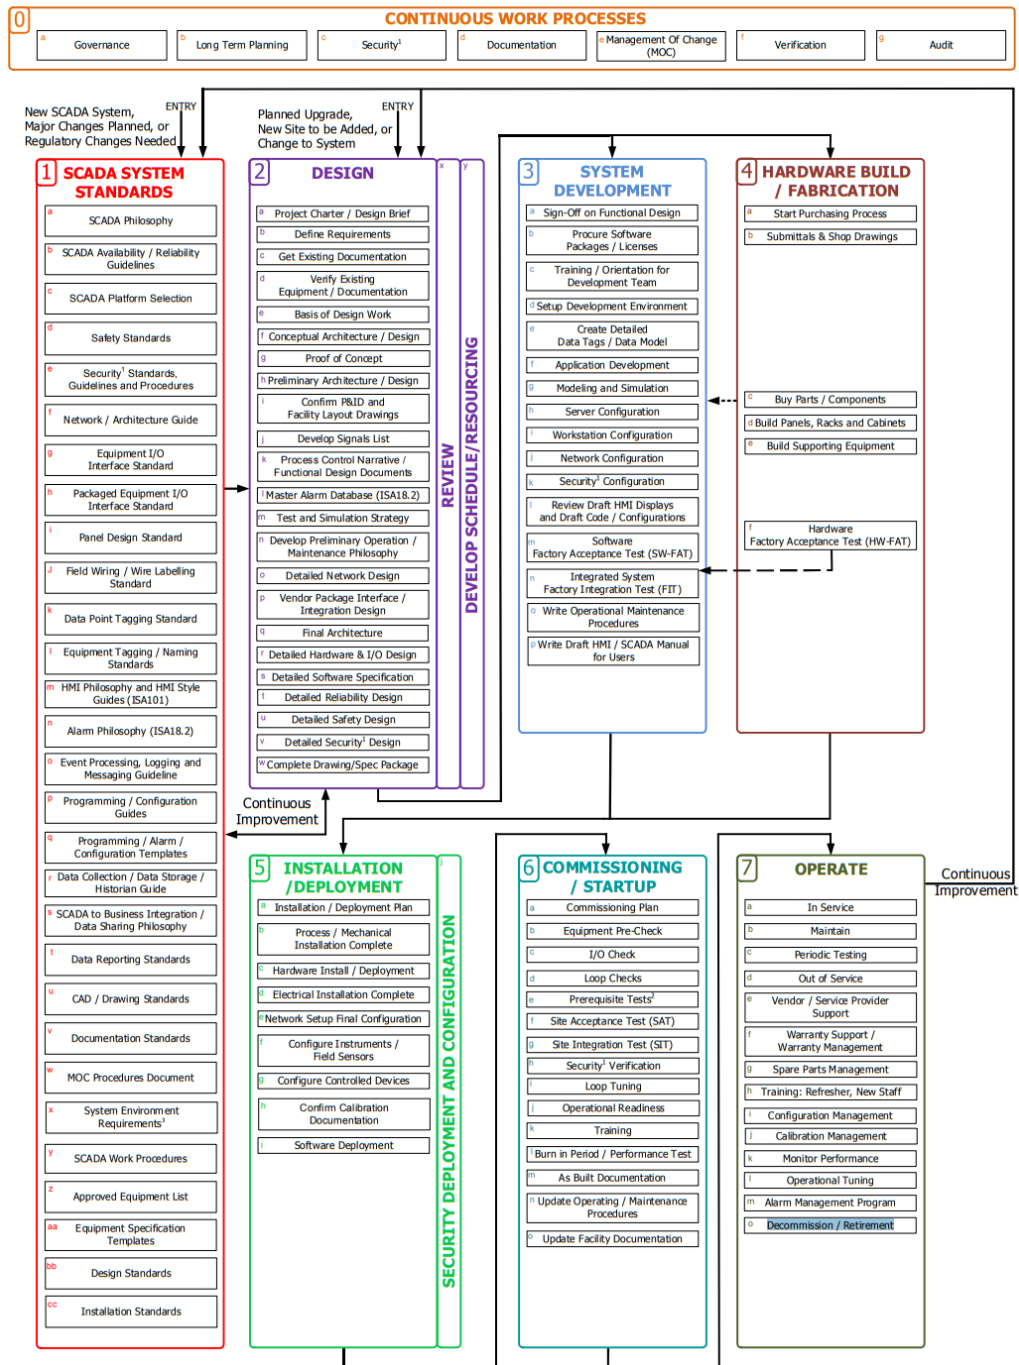 0
CONTINUOUS WORK PROCESSES
a
Governance
b
Long Term Planning
c
Security1
d
Documentation
e
Management Of Change
(MOC)
f
Verification
g
Audit
New SCADA System,
Major Changes Planned, or
Regulatory Changes Needed
ENTRY
Planned Upgrade,
New Site to be Added, or
Change to System
ENTRY
1
SCADA SYSTEM
STANDARDS
a
SCADA Philosophy
b
SCADA Availability / Reliability
Guidelines
c
SCADA Platform Selection
d
Safety Standards
e
Security1 Standards,
Guidelines and Procedures
f
Network / Architecture Guide
g
Equipment I/O
Interface Standard
h
Packaged Equipment I/O
Interface Standard
i
Panel Design Standard
J
Field Wiring / Wire Labelling
Standard
k
Data Point Tagging Standard
l
Equipment Tagging / Naming
Standards
m
HMI Philosophy and HMI Style
Guides (ISA101)
n
Alarm Philosophy (ISA18.2)
o
Event Processing, Logging and
Messaging Guideline
p
Programming / Configuration
Guides
q
Programming / Alarm /
Configuration Templates
r
Data Collection / Data Storage /
Historian Guide
s
SCADA to Business Integration /
Data Sharing Philosophy
t
Data Reporting Standards
u
CAD / Drawing Standards
v
Documentation Standards
w
MOC Procedures Document
x
System Environment
Requirements3
y
SCADA Work Procedures
z
Approved Equipment List
aa
Equipment Specification
Templates
bb
Design Standards
cc
Installation Standards
2
DESIGN
a
Project Charter / Design Brief
b
Define Requirements
c
Get Existing Documentation
d
Verify Existing
Equipment / Documentation
e
Basis of Design Work
f
Conceptual Architecture / Design
g
Proof of Concept
h
Preliminary Architecture / Design
i
Confirm P&ID and
Facility Layout Drawings
j
Develop Signals List
k
Process Control Narrative /
Functional Design Documents
l
Master Alarm Database (ISA18.2)
m
Test and Simulation Strategy
n
Develop Preliminary Operation /
Maintenance Philosophy
o
Detailed Network Design
p
Vendor Package Interface /
Integration Design
q
Final Architecture
r
Detailed Hardware & I/O Design
s
Detailed Software Specification
t
Detailed Reliability Design
u
Detailed Safety Design
v
Detailed Security1 Design
w
Complete Drawing/Spec Package
x
REVIEW
y
DEVELOP SCHEDULE/RESOURCING
Continuous
Improvement
3
SYSTEM
DEVELOPMENT
a
Sign-Off on Functional Design
b
Procure Software
Packages / Licenses
c
Training / Orientation for
Development Team
d
Setup Development Environment
e
Create Detailed
Data Tags / Data Model
f
Application Development
g
Modeling and Simulation
h
Server Configuration
i
Workstation Configuration
j
Network Configuration
k
Security1 Configuration
l
Review Draft HMI Displays
and Draft Code / Configurations
m
Software
Factory Acceptance Test (SW-FAT)
n
Integrated System
Factory Integration Test (FIT)
o
Write Operational Maintenance
Procedures
p
Write Draft HMI / SCADA Manual
for Users
4
HARDWARE BUILD
/ FABRICATION
a
Start Purchasing Process
b
Submittals & Shop Drawings
c
Buy Parts / Components
d
Build Panels, Racks and Cabinets
e
Build Supporting Equipment
f
Hardware
Factory Acceptance Test (HW-FAT)
5
INSTALLATION
/DEPLOYMENT
a
Installation / Deployment Plan
b
Process / Mechanical
Installation Complete
c
Hardware Install / Deployment
d
Electrical Installation Complete
e
Network Setup Final Configuration
f
Configure Instruments /
Field Sensors
g
Configure Controlled Devices
h
Confirm Calibration
Documentation
i
Software Deployment
j
SECURITY DEPLOYMENT AND CONFIGURATION
6
COMMISSIONING
/ STARTUP
a
Commissioning Plan
b
Equipment Pre-Check
c
I/O Check
d
Loop Checks
e
Prerequisite Tests2
f
Site Acceptance Test (SAT)
g
Site Integration Test (SIT)
h
Security1 Verification
i
Loop Tuning
j
Operational Readiness
k
Training
l
Burn in Period / Performance Test
m
As Built Documentation
n
Update Operating / Maintenance
Procedures
o
Update Facility Documentation
7
OPERATE
a
In Service
b
Maintain
c
Periodic Testing
d
Out of Service
e
Vendor / Service Provider
Support
f
Warranty Support /
Warranty Management
g
Spare Parts Management
h
Training: Refresher, New Staff
i
Configuration Management
j
Calibration Management
k
Monitor Performance
l
Operational Tuning
m
Alarm Management Program
o
Decommission / Retirement
Continuous
Improvement